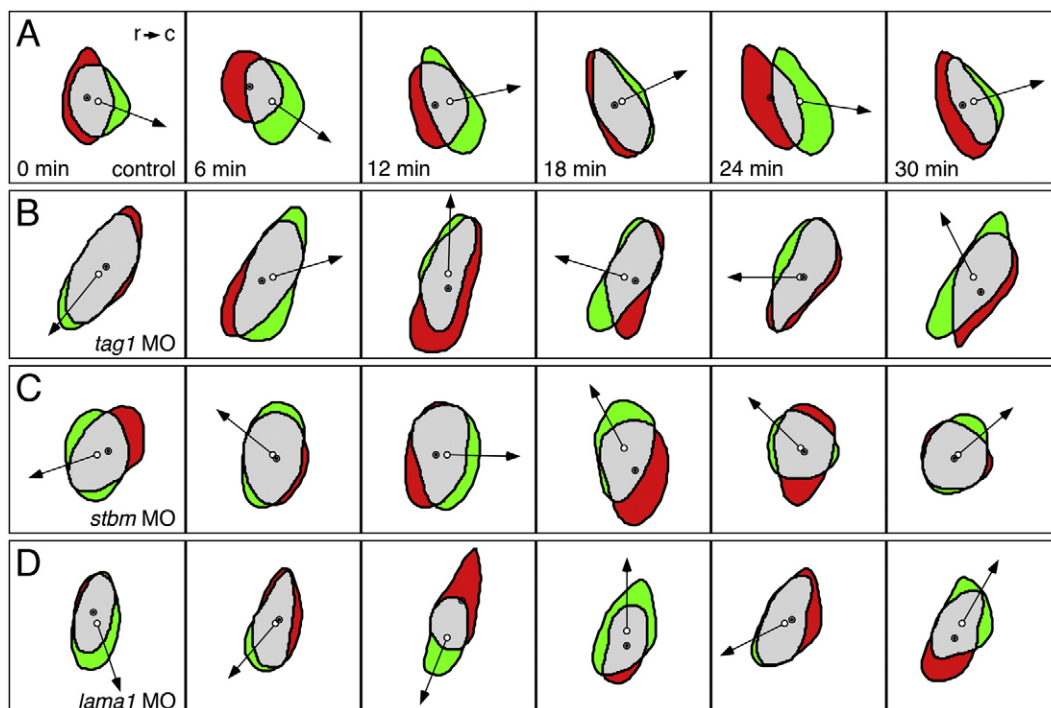 A
r → c
0 min control
6 min
12 min
18 min
24 min
30 min
B
tag1 MO
C
stbm MO
D
lama1 MO